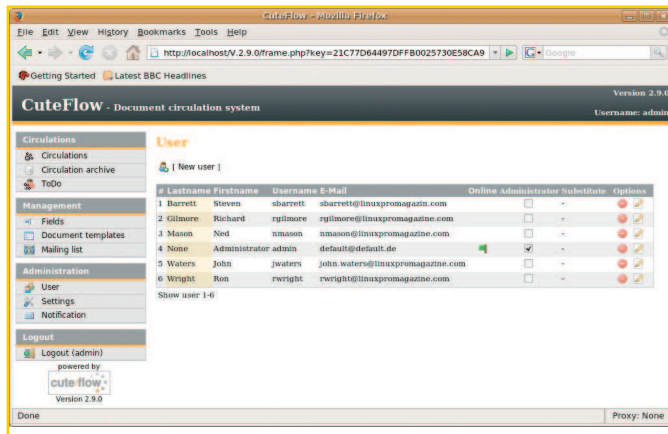 CuteFlow - Mozilla Firefox
File Edit View History Bookmarks Tools Help
http://localhost/V.2.9.0/frame.php?key=21C77D64497DFFB0025730E58CA9
Google
Getting Started Latest BBC Headlines
Version 2.9.0
CuteFlow - Document circulation system
Username: admin
Circulations
Circulations
Circulation archive
ToDo
Management
Fields
Document templates
Mailing list
Administration
User
Settings
Notification
Logout
Logout (admin)
powered by
cuteflow
Version 2.9.0
User
[ New user ]
# Lastname Firstname Username E-Mail Online Administrator Substitute Options
1 Barrett Steven sbarrett sbarrett@linuxpromagazin.com -
2 Gilmore Richard rgilmore rgilmore@linuxpromagazine.com -
3 Mason Ned nmason nmason@linuxpromagazine.com -
4 None Administrator admin default@default.de -
5 Waters John jwaters john.waters@linuxpromagazine.com -
6 Wright Ron rwright rwright@linuxpromagazine.com -
Show user 1-6
Done
Proxy: None